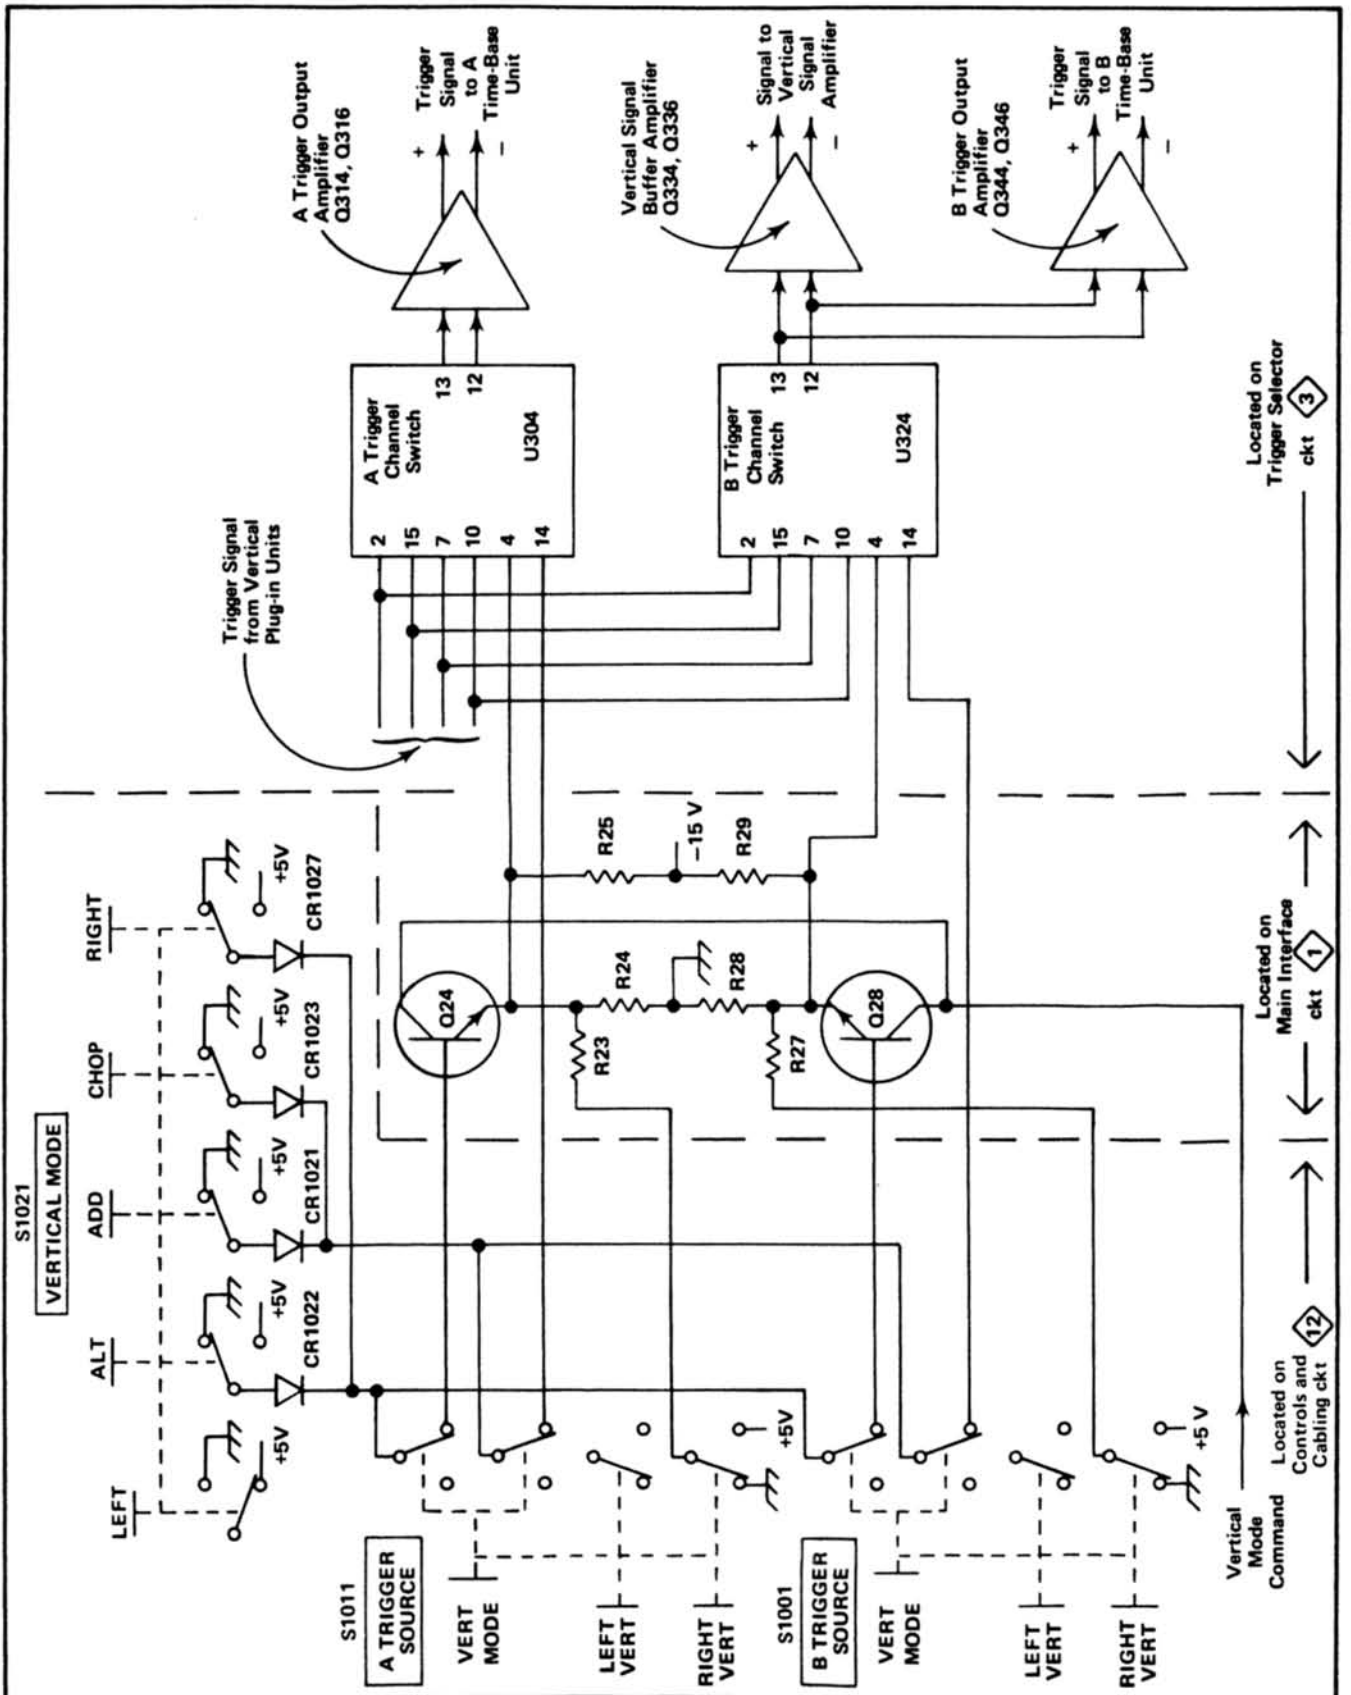 S1021
VERTICAL MODE
LEFT
ALT
ADD
CHOP
RIGHT
+5V
+5V
+5V
+5V
+5V
CR1022
CR1021
CR1023
CR1027
S1011
A TRIGGER
SOURCE
VERT
MODE
LEFT
VERT
RIGHT
VERT
+5V
S1001
B TRIGGER
SOURCE
VERT
MODE
LEFT
VERT
RIGHT
VERT
+5 V
Vertical
Mode
Command
Q24
R23
R24
R25
-15 V
R29
R28
R27
Q28
Trigger Signal
from Vertical
Plug-in Units
2
15
7
10
4
14
A Trigger
Channel
Switch
U304
13
12
A Trigger Output
Amplifier
Q314, Q316
+
Trigger
Signal
to A
Time-Base
Unit
-
2
15
7
10
4
14
B Trigger
Channel
Switch
U324
13
12
Vertical Signal
Buffer Amplifier
Q334, Q336
+
Signal to
Vertical
Signal
Amplifier
-
B Trigger Output
Amplifier
Q344, Q346
+
Trigger
Signal
to B
Time-Base
Unit
-
Located on
Controls and
Cabling ckt 12
Located on
Main Interface
ckt 1
Located on
Trigger Selector
ckt 3